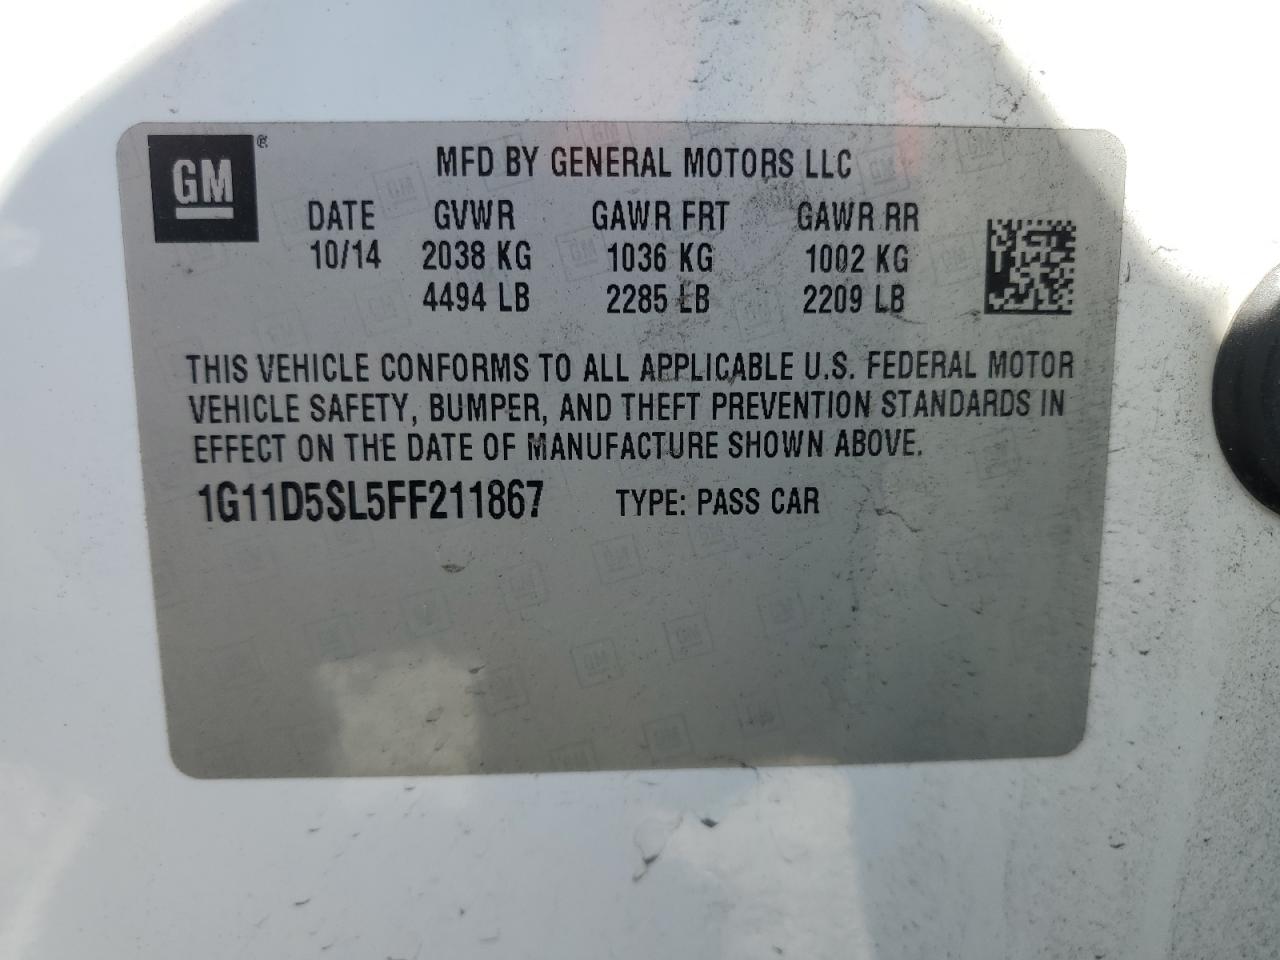 GM®
MFD BY GENERAL MOTORS LLC
DATE GVWR GAWR FRT GAWR RR
10/14 2038 KG 1036 KG 1002 KG
4494 LB 2285 LB 2209 LB
THIS VEHICLE CONFORMS TO ALL APPLICABLE U.S. FEDERAL MOTOR
VEHICLE SAFETY, BUMPER, AND THEFT PREVENTION STANDARDS IN
EFFECT ON THE DATE OF MANUFACTURE SHOWN ABOVE.
1G11D5SL5FF211867 TYPE: PASS CAR